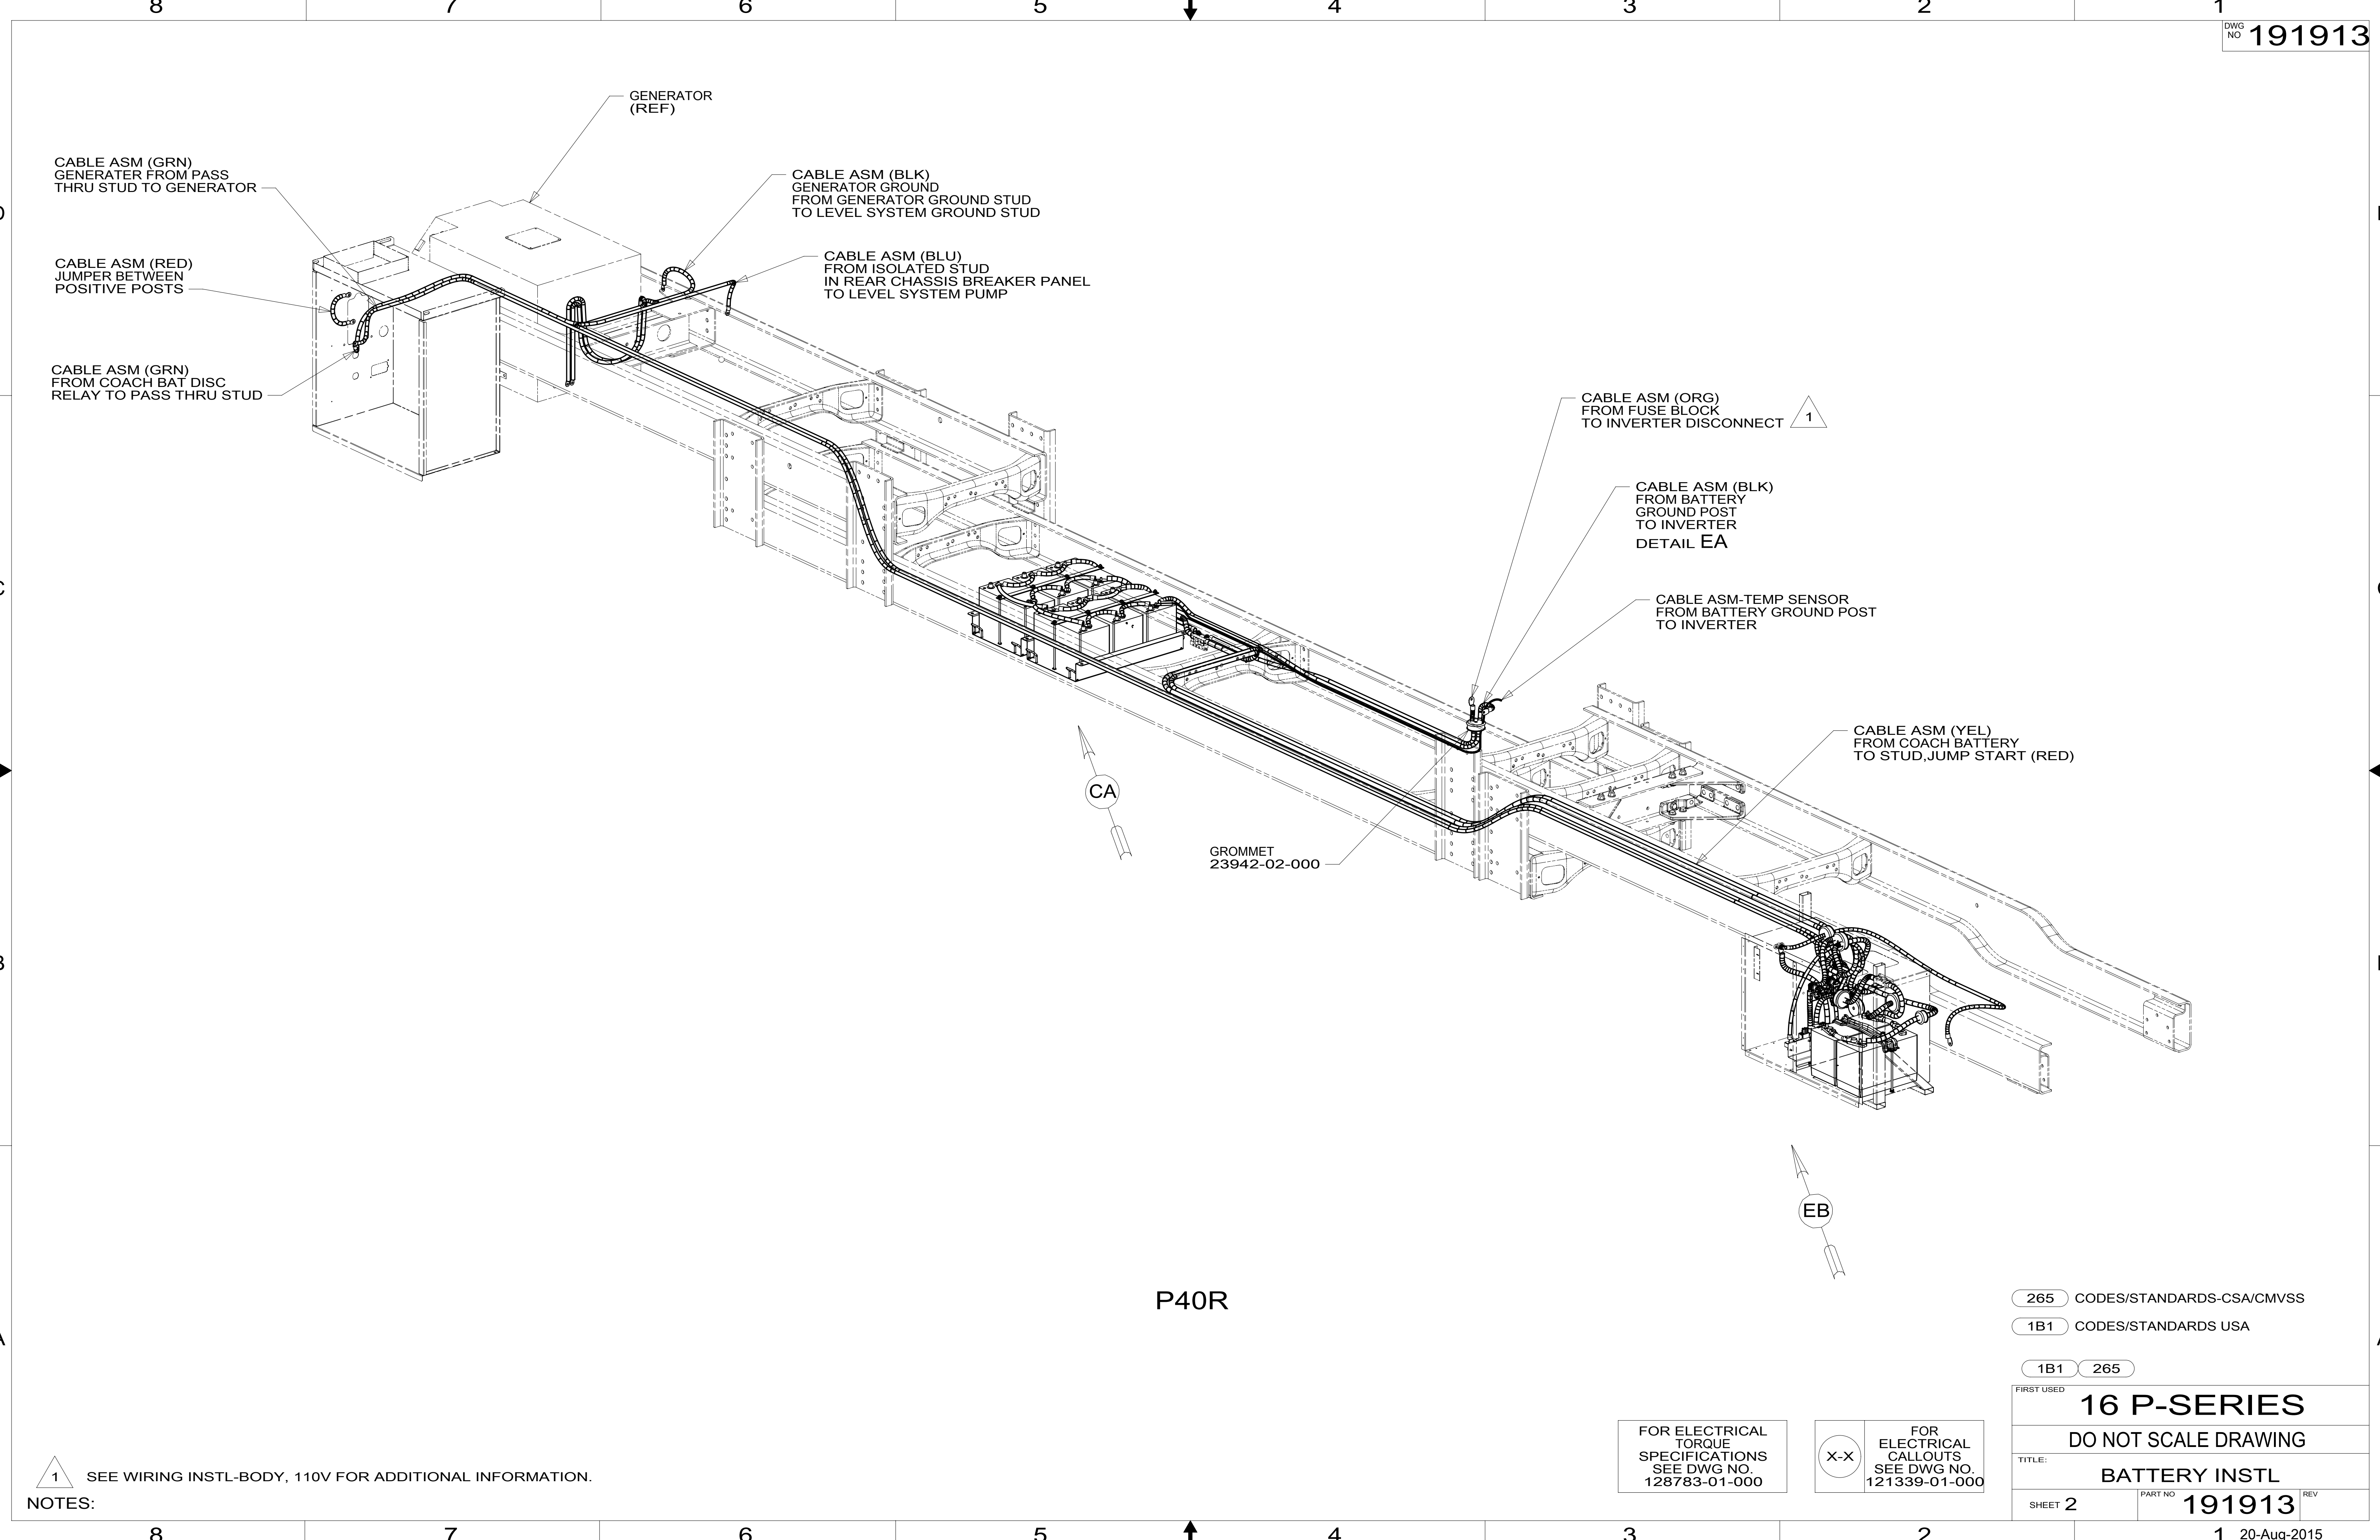 8 7 6 5 4 3 2 1
DWG
NO 191913
GENERATOR
(REF)
CABLE ASM (GRN)
GENERATER FROM PASS
THRU STUD TO GENERATOR
CABLE ASM (BLK)
GENERATOR GROUND
FROM GENERATOR GROUND STUD
TO LEVEL SYSTEM GROUND STUD
CABLE ASM (RED)
JUMPER BETWEEN
POSITIVE POSTS
CABLE ASM (BLU)
FROM ISOLATED STUD
IN REAR CHASSIS BREAKER PANEL
TO LEVEL SYSTEM PUMP
CABLE ASM (GRN)
FROM COACH BAT DISC
RELAY TO PASS THRU STUD
CABLE ASM (ORG)
FROM FUSE BLOCK
TO INVERTER DISCONNECT 1
CABLE ASM (BLK)
FROM BATTERY
GROUND POST
TO INVERTER
DETAIL EA
CABLE ASM-TEMP SENSOR
FROM BATTERY GROUND POST
TO INVERTER
CABLE ASM (YEL)
FROM COACH BATTERY
TO STUD,JUMP START (RED)
CA
GROMMET
23942-02-000
EB
P40R
265 CODES/STANDARDS-CSA/CMVSS
1B1 CODES/STANDARDS USA
1B1 265
FIRST USED
16 P-SERIES
DO NOT SCALE DRAWING
TITLE:
BATTERY INSTL
SHEET 2
PART NO 191913 REV
FOR ELECTRICAL
TORQUE
SPECIFICATIONS
SEE DWG NO.
128783-01-000
X-X
FOR
ELECTRICAL
CALLOUTS
SEE DWG NO.
121339-01-000
1 SEE WIRING INSTL-BODY, 110V FOR ADDITIONAL INFORMATION.
NOTES:
8 7 6 5 4 3 2 1
20-Aug-2015